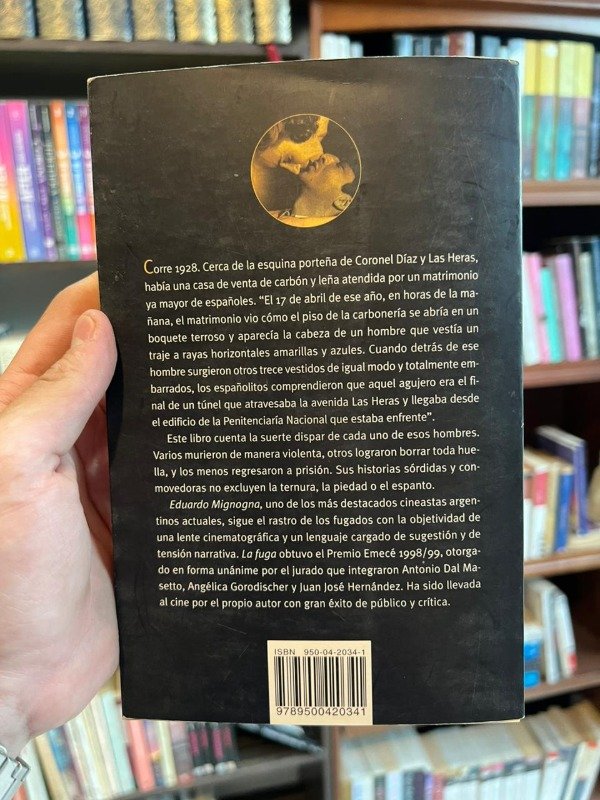 Corre 1928. Cerca de la esquina porteña de Coronel Díaz y Las Heras,
había una casa de venta de carbón y leña atendida por un matrimonio
ya mayor de españoles. “El 17 de abril de ese año, en horas de la ma-
ñana, el matrimonio vio cómo el piso de la carbonería se abría en un
boquete terroso y aparecía la cabeza de un hombre que vestía un
traje a rayas horizontales amarillas y azules. Cuando detrás de ese
hombre surgieron otros trece vestidos de igual modo y totalmente em-
barrados, los españolitos comprendieron que aquel agujero era el fi-
nal de un túnel que atravesaba la avenida Las Heras y llegaba desde
el edificio de la Penitenciaría Nacional que estaba enfrente”.
Este libro cuenta la suerte dispar de cada uno de esos hombres.
Varios murieron de manera violenta, otros lograron borrar toda hue-
lla, y los menos regresaron a prisión. Sus historias sórdidas y con-
movedoras no excluyen la ternura, la piedad o el espanto.
Eduardo Mignogna, uno de los más destacados cineastas argen-
tinos actuales, sigue el rastro de los fugados con la objetividad de
una lente cinematográfica y un lenguaje cargado de sugestión y de
tensión narrativa. La fuga obtuvo el Premio Emecé 1998/99, otorga-
do en forma unánime por el jurado que integraron Antonio Dal Ma-
setto, Angélica Gorodischer y Juan José Hernández. Ha sido llevada
al cine por el propio autor con gran éxito de público y crítica.
ISBN 950-04-2034-1
9789500420341